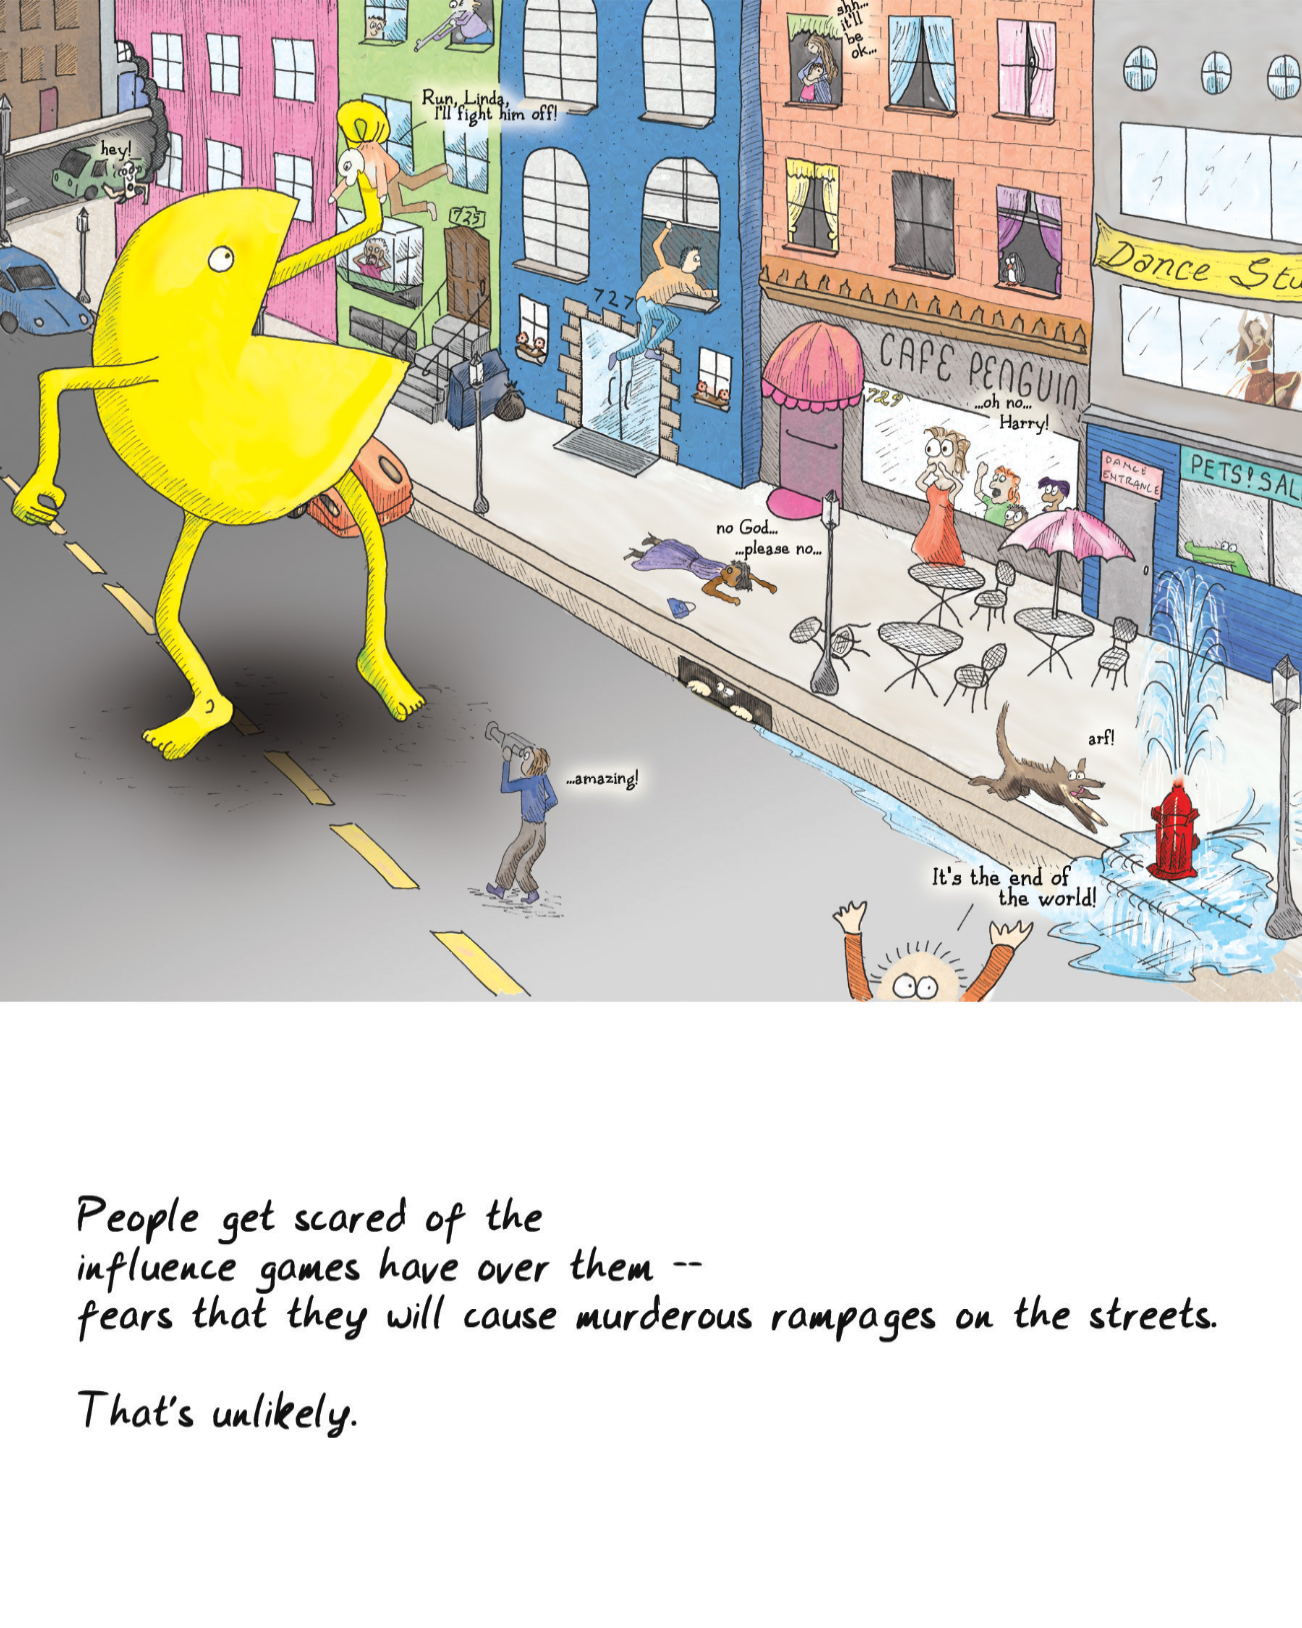 shh...
it'll
be
ok...
Run, Linda,
I'll fight him off!
hey!
725
727
Dance Stu
CAFE PENGUIN
729
...oh no...
Harry!
DANCE
ENTRANCE
PETS! SAL
no God...
...please no...
arf!
...amazing!
It's the end of
the world!
People get scared of the
influence games have over them --
fears that they will cause murderous rampages on the streets.
That's unlikely.